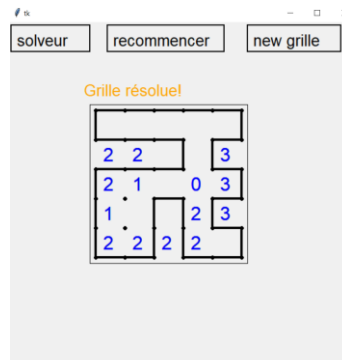 tk
solveur recommencer new grille
Grille résolue!
2 2 3
2 1 0 3
1 2 3
2 2 2 2